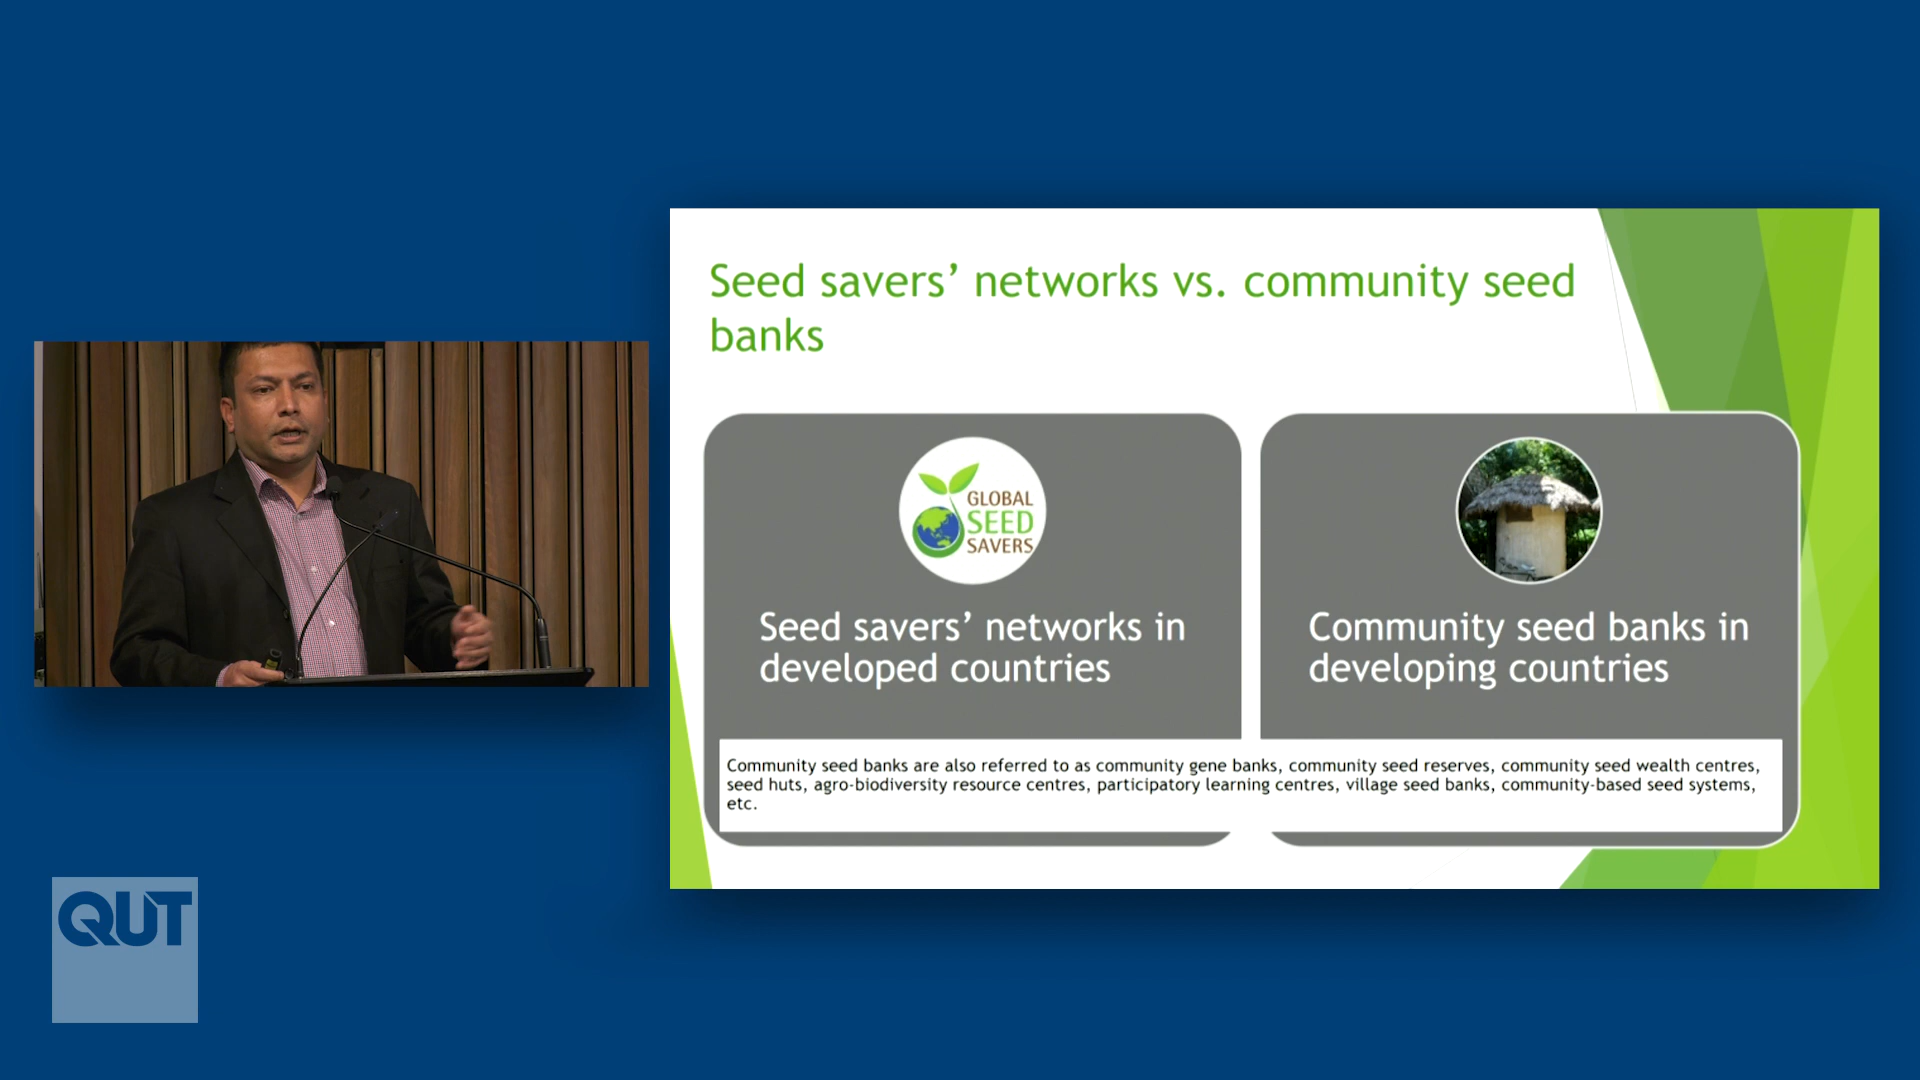 Seed savers’ networks vs. community seed
banks
GLOBAL
SEED
SAVERS
Seed savers’ networks in
developed countries
Community seed banks in
developing countries
Community seed banks are also referred to as community gene banks, community seed reserves, community seed wealth centres,
seed huts, agro-biodiversity resource centres, participatory learning centres, village seed banks, community-based seed systems,
etc.
QUT